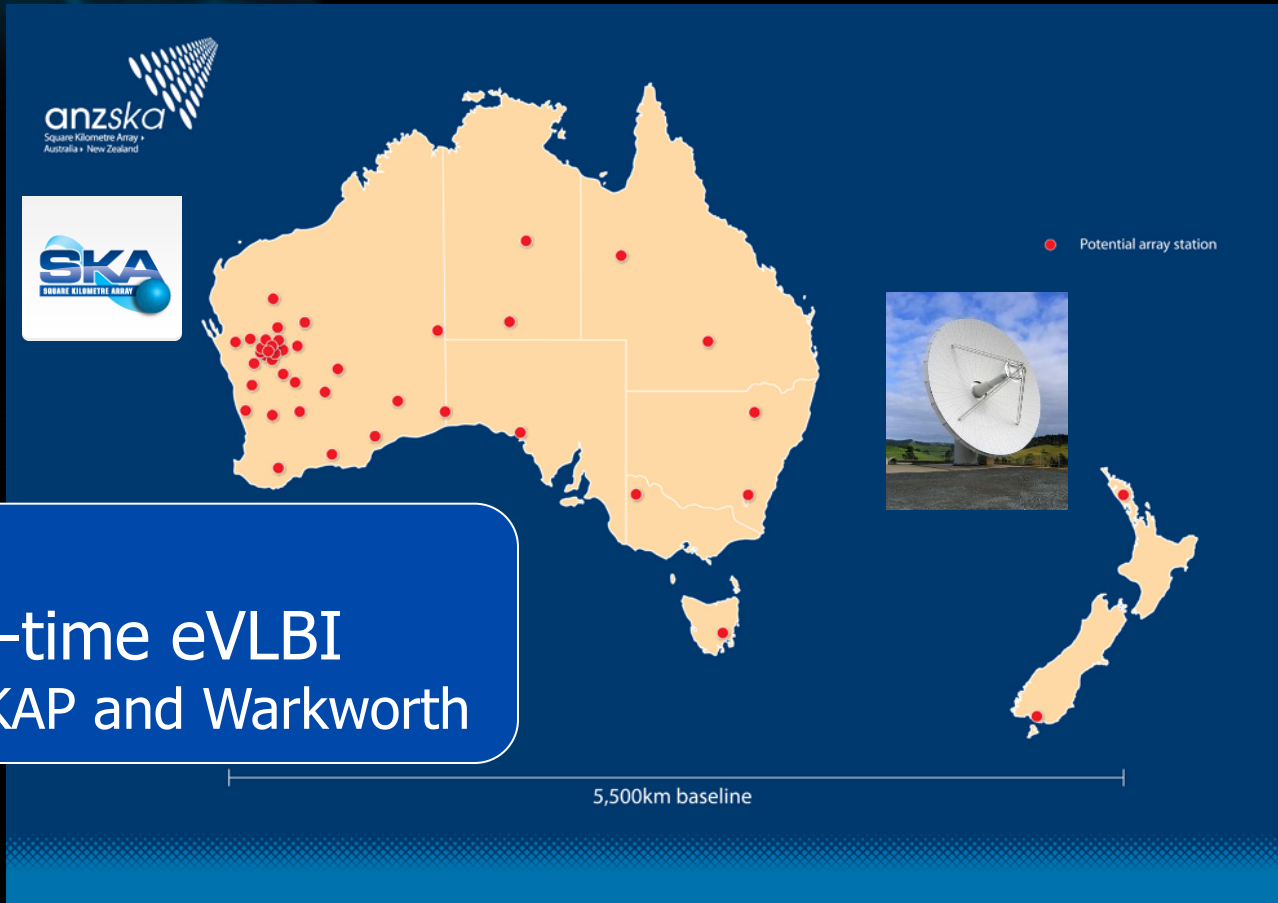 anzska
Square Kilometre Array ›
Australia › New Zealand
SKA
SQUARE KILOMETRE ARRAY
Potential array station
-time eVLBI
KAP and Warkworth
5,500km baseline